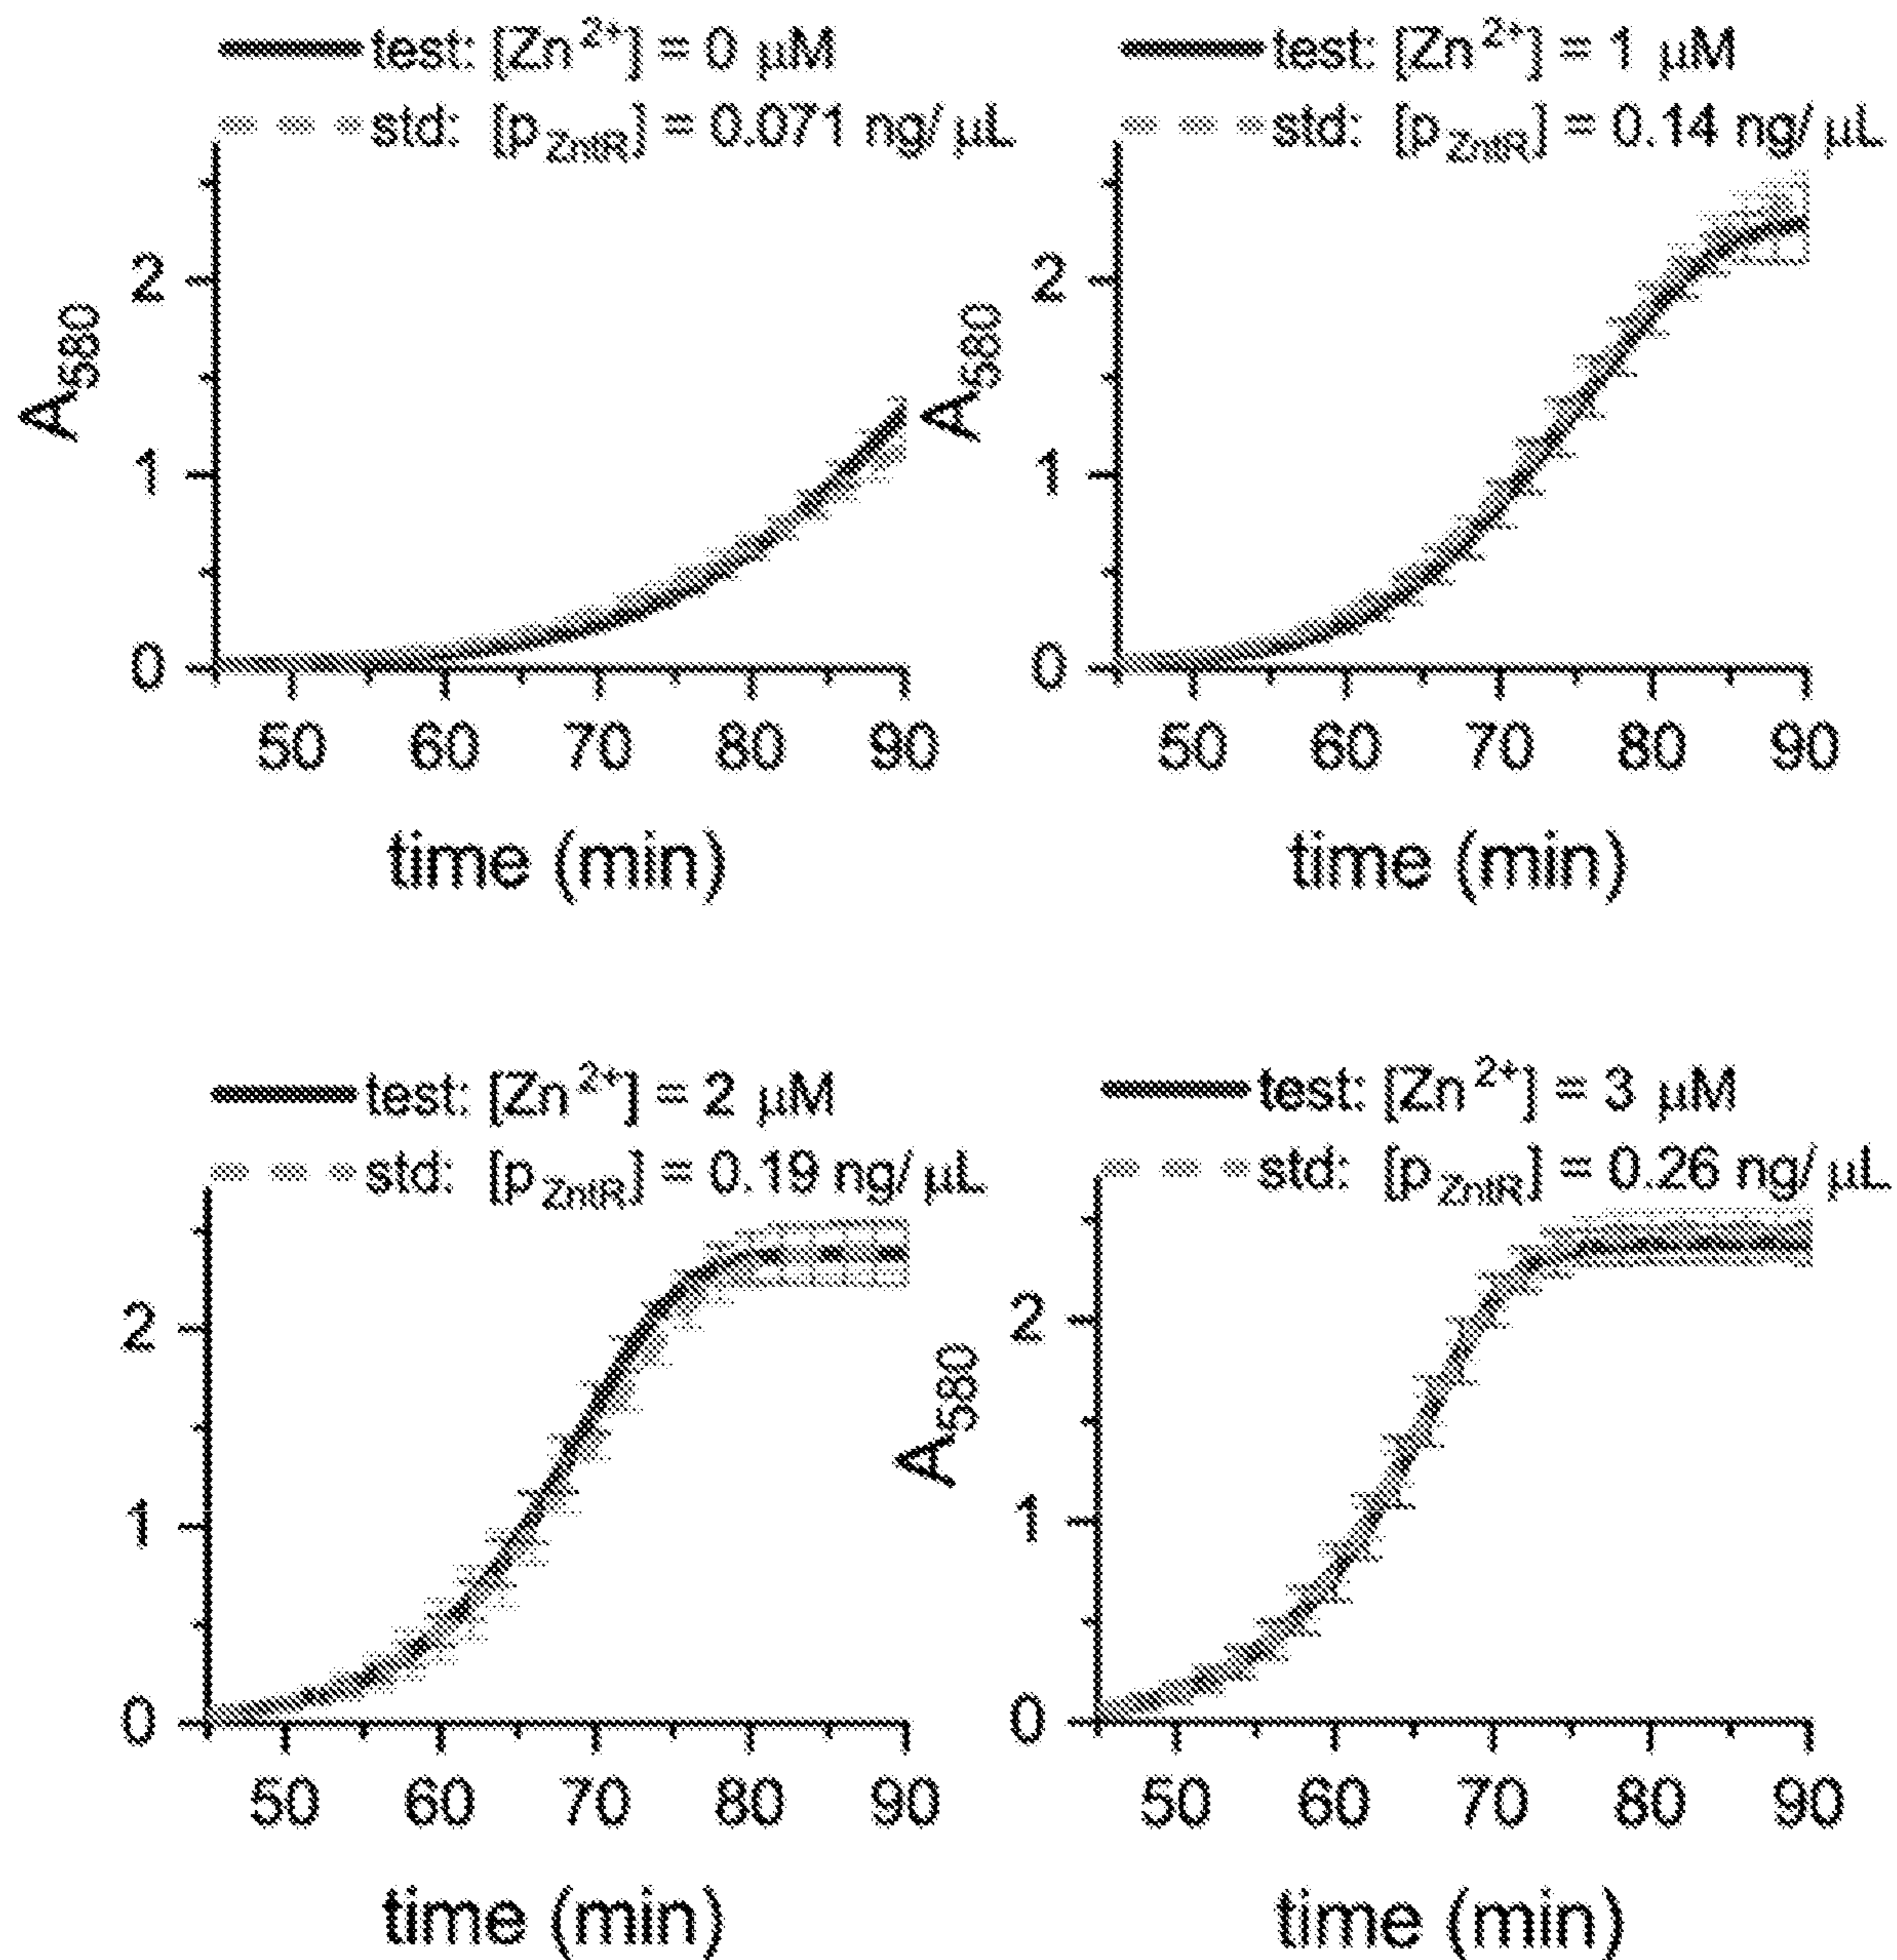 test: [Zn2+] = 0 μM
std: [pZntR] = 0.071 ng/ μL
A580
2
1
0
50 60 70 80 90
time (min)
test: [Zn2+] = 1 μM
std: [pZntR] = 0.14 ng/ μL
A580
2
1
0
50 60 70 80 90
time (min)
test: [Zn2+] = 2 μM
std: [pZntR] = 0.19 ng/ μL
2
1
0
50 60 70 80 90
time (min)
test: [Zn2+] = 3 μM
std: [pZntR] = 0.26 ng/ μL
A580
2
1
0
50 60 70 80 90
time (min)